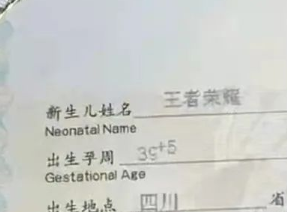 新生儿姓名 王者荣耀
Neonatal Name
出生孕周 39+5
Gestational Age
出生地点 四川 省